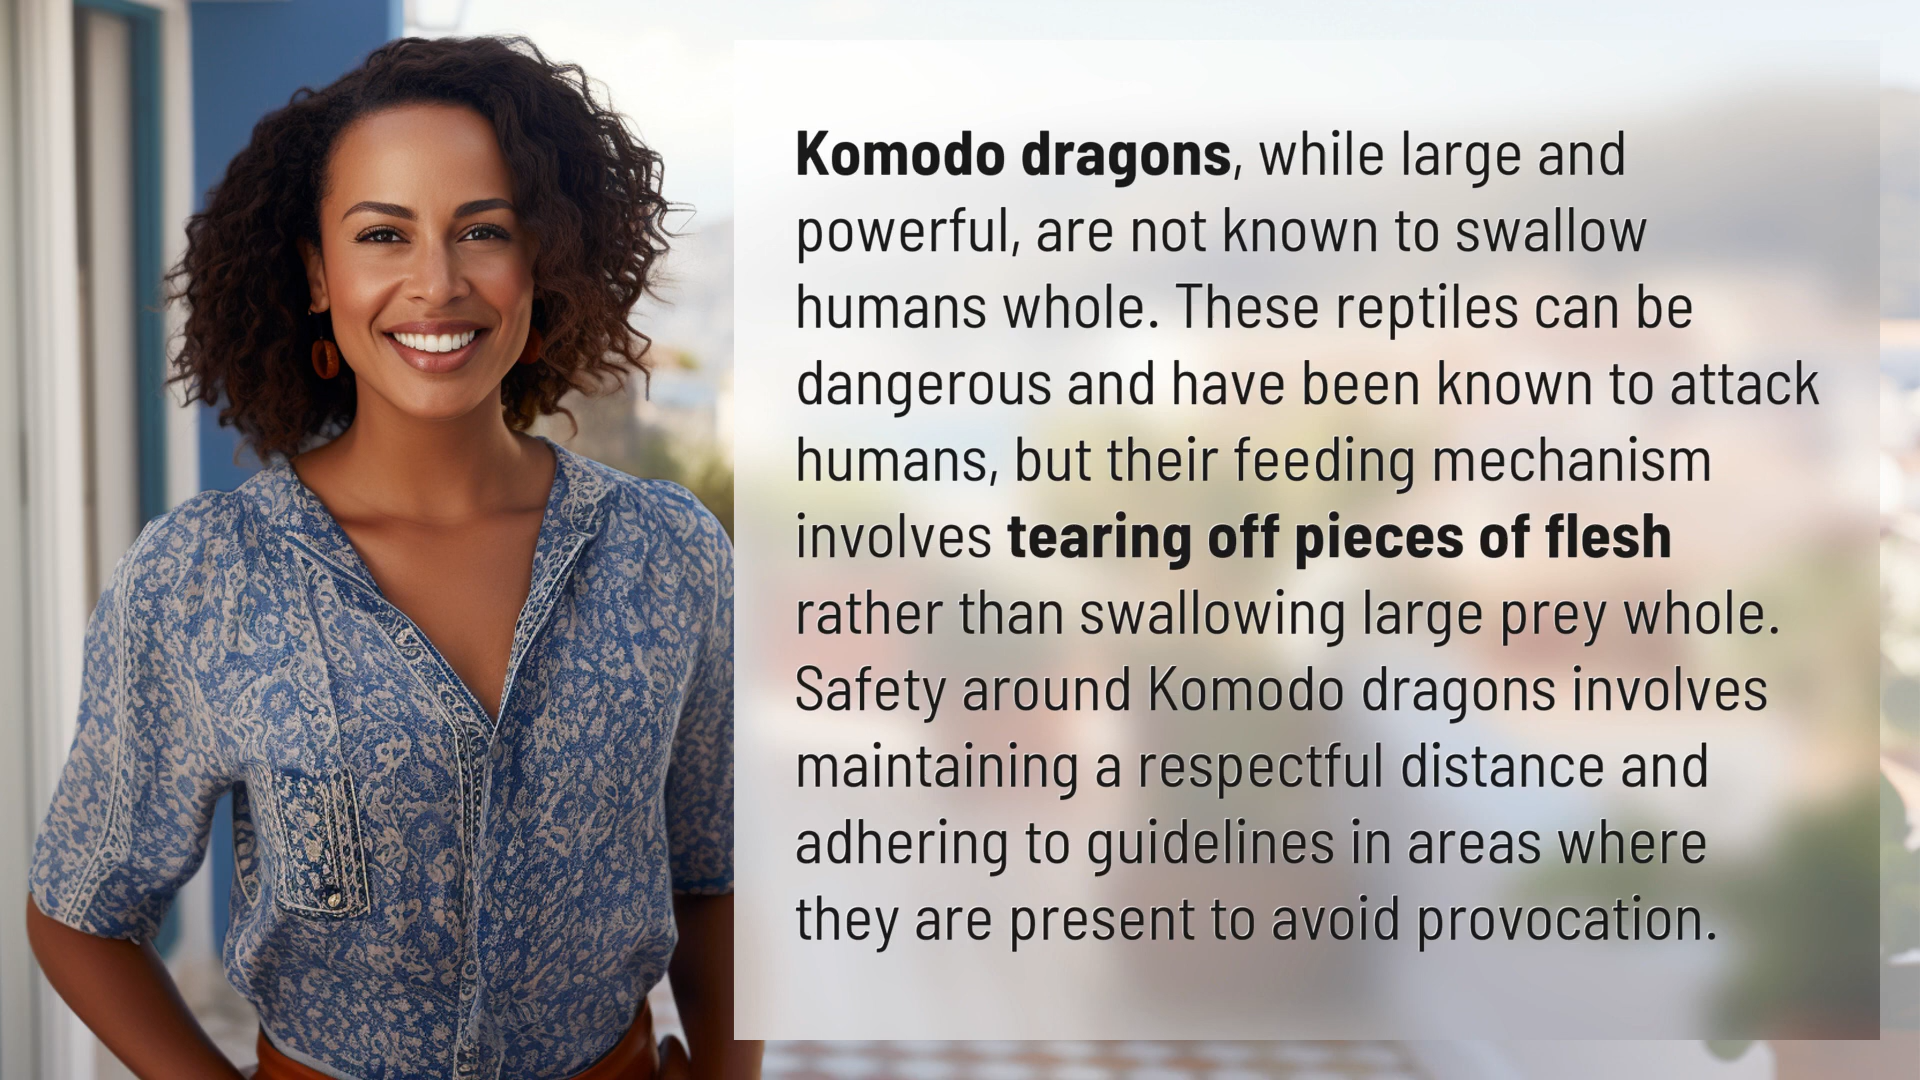 Komodo dragons, while large and
powerful, are not known to swallow
humans whole. These reptiles can be
dangerous and have been known to attack
humans, but their feeding mechanism
involves tearing off pieces of flesh
rather than swallowing large prey whole.
Safety around Komodo dragons involves
maintaining a respectful distance and
adhering to guidelines in areas where
they are present to avoid provocation.